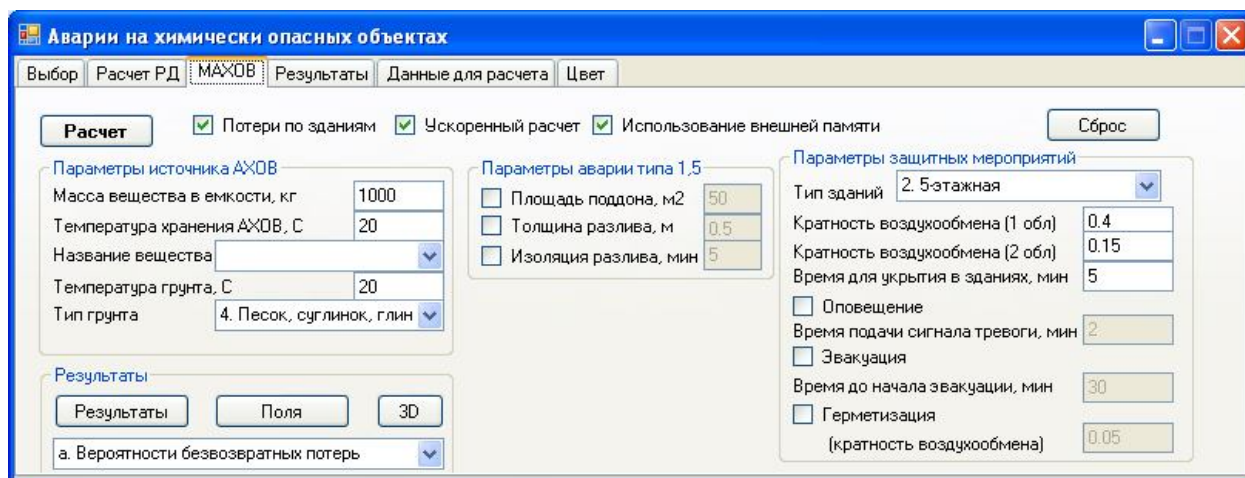 Аварии на химически опасных объектах
Выбор Расчет РД МАХОВ Результаты Данные для расчета Цвет
Расчет Потери по зданиям Ускоренный расчет Использование внешней памяти Сброс
Параметры источника АХОВ
Масса вещества в емкости, кг 1000
Температура хранения АХОВ, С 20
Название вещества
Температура грунта, С 20
Тип грунта 4. Песок, суглинок, глин
Параметры аварии типа 1,5
Площадь поддона, м2 50
Толщина разлива, м 0.5
Изоляция разлива, мин 5
Параметры защитных мероприятий
Тип зданий 2. 5-этажная
Кратность воздухообмена (1 обл) 0.4
Кратность воздухообмена (2 обл) 0.15
Время для укрытия в зданиях, мин 5
Оповещение
Время подачи сигнала тревоги, мин 2
Эвакуация
Время до начала эвакуации, мин 30
Герметизация
(кратность воздухообмена) 0.05
Результаты
Результаты Поля 3D
а. Вероятности безвозвратных потерь